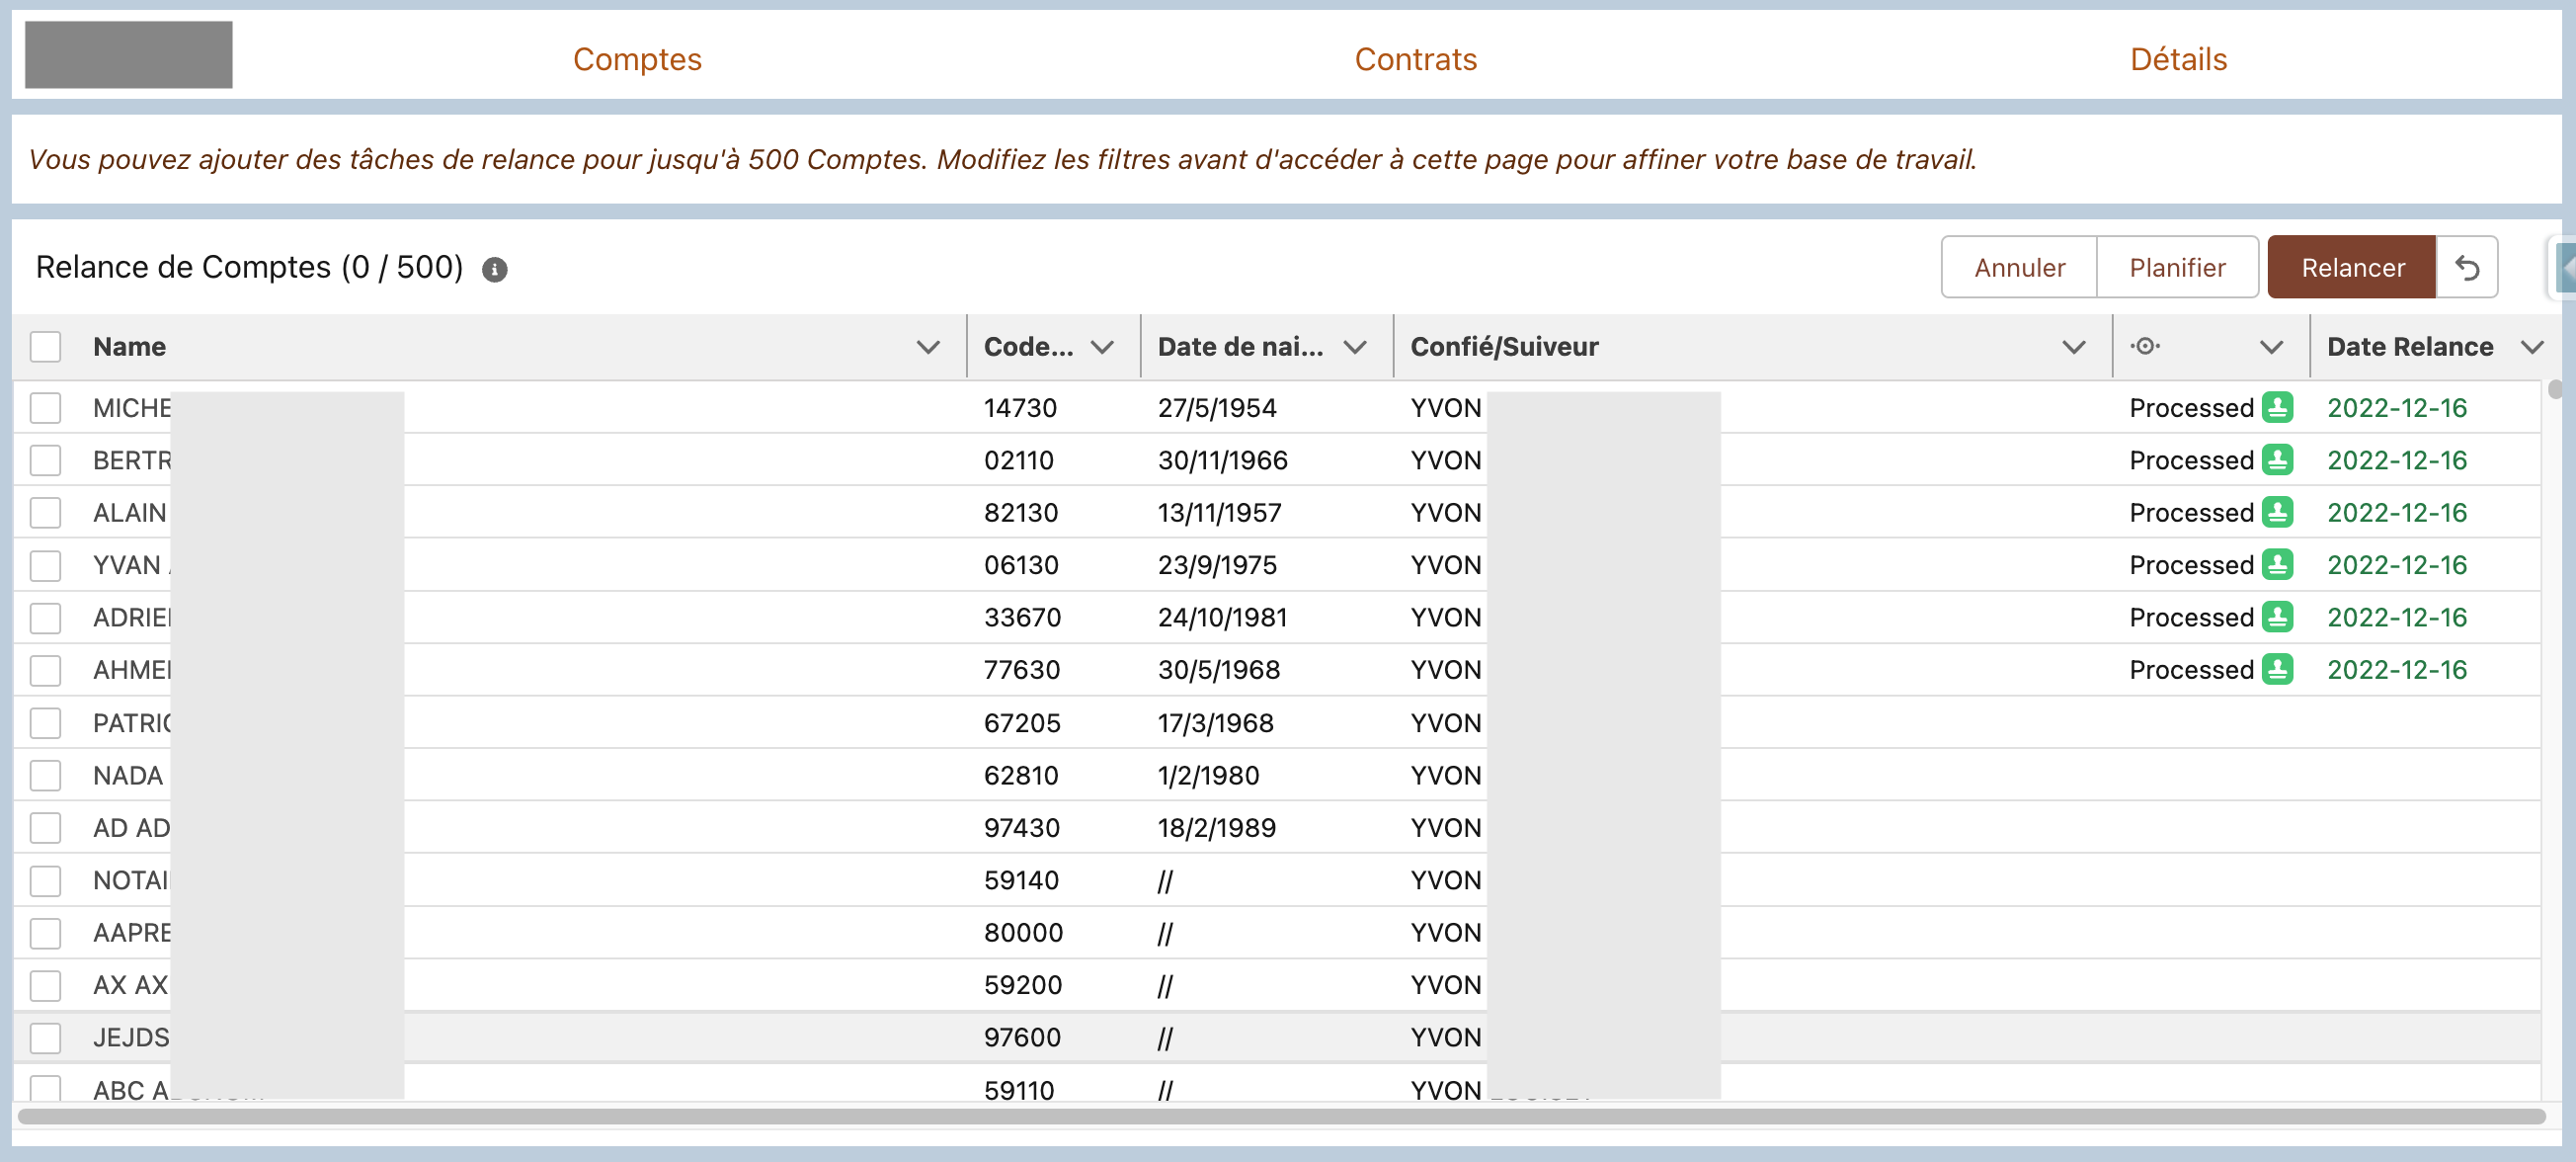 Comptes Contrats Détails
Vous pouvez ajouter des tâches de relance pour jusqu'à 500 Comptes. Modifiez les filtres avant d'accéder à cette page pour affiner votre base de travail.
Relance de Comptes (0 / 500) Annuler Planifier Relancer
Name Code... Date de nai... Confié/Suiveur Date Relance
MICHE 14730 27/5/1954 YVON Processed 2022-12-16
BERTR 02110 30/11/1966 YVON Processed 2022-12-16
ALAIN 82130 13/11/1957 YVON Processed 2022-12-16
YVAN 06130 23/9/1975 YVON Processed 2022-12-16
ADRIE 33670 24/10/1981 YVON Processed 2022-12-16
AHME 77630 30/5/1968 YVON Processed 2022-12-16
PATRIC 67205 17/3/1968 YVON
NADA 62810 1/2/1980 YVON
AD AD 97430 18/2/1989 YVON
NOTAI 59140 // YVON
AAPRE 80000 // YVON
AX AX 59200 // YVON
JEJDS 97600 // YVON
ABC A 59110 // YVON